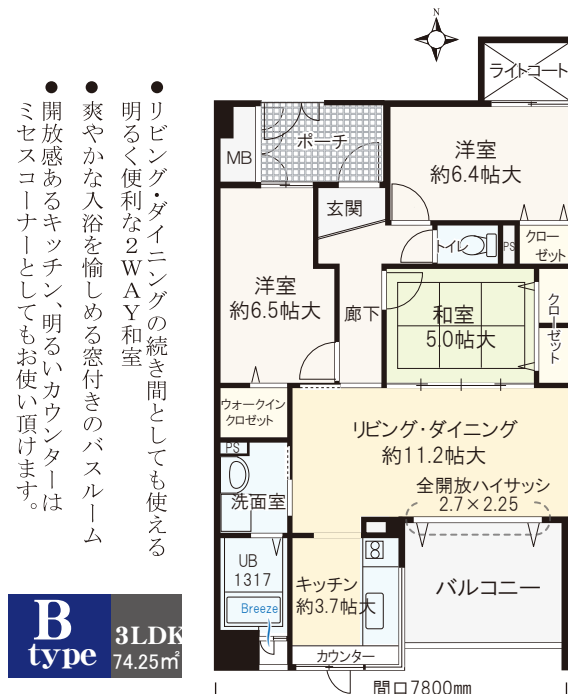 ● リビング・ダイニングの続き間としても使える
明るく便利な2WAY和室
● 爽やかな入浴を愉しめる窓付きのバスルーム
● 開放感あるキッチン、明るいカウンターは
ミセスコーナーとしてもお使い頂けます。
N
ライトコート
MB
ポーチ
洋室
約6.4帖大
玄関
トイレ
PS
クロー
ゼット
洋室
約6.5帖大
廊下
和室
5.0帖大
クローゼット
ウォークイン
クロゼット
リビング・ダイニング
約11.2帖大
PS
洗面室
全開放ハイサッシ
2.7×2.25
UB
1317
Breeze
キッチン
約3.7帖大
バルコニー
カウンター
間口7800mm
B
type
3LDK
74.25㎡